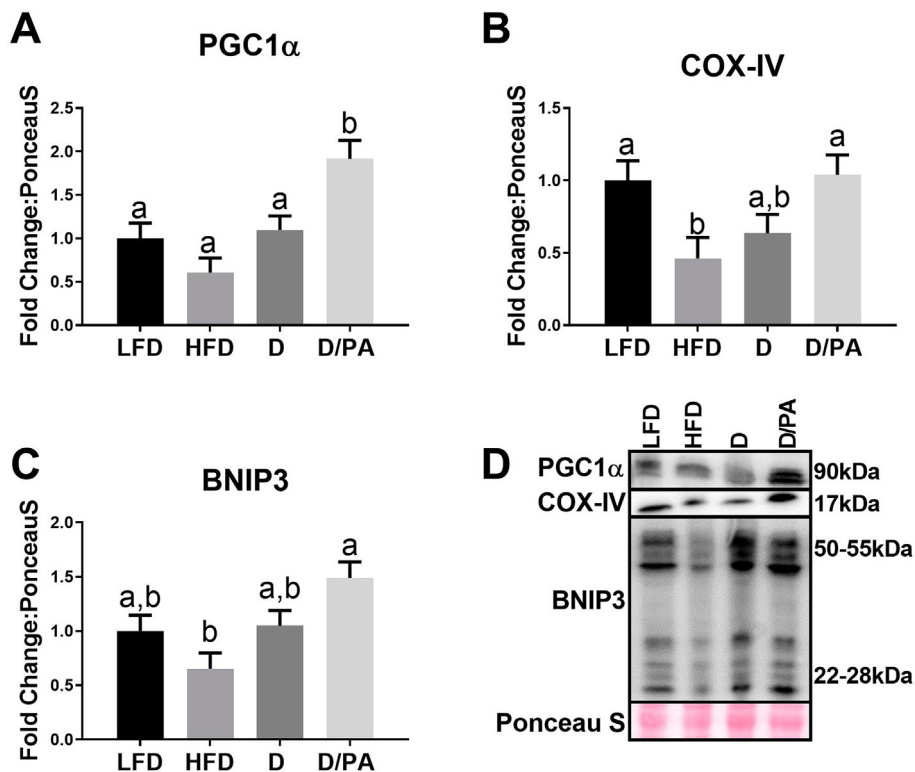 A
PGC1α
Fold Change:PonceauS
2.5
2.0
1.5
1.0
0.5
0.0
a
a
a
b
LFD HFD D D/PA
B
COX-IV
Fold Change:PonceauS
1.5
1.0
0.5
0.0
a
b
a,b
a
LFD HFD D D/PA
C
BNIP3
Fold Change:PonceauS
2.0
1.5
1.0
0.5
0.0
a,b
b
a,b
a
LFD HFD D D/PA
D
LFD HFD D D/PA
PGC1α 90kDa
COX-IV 17kDa
50-55kDa
BNIP3
22-28kDa
Ponceau S